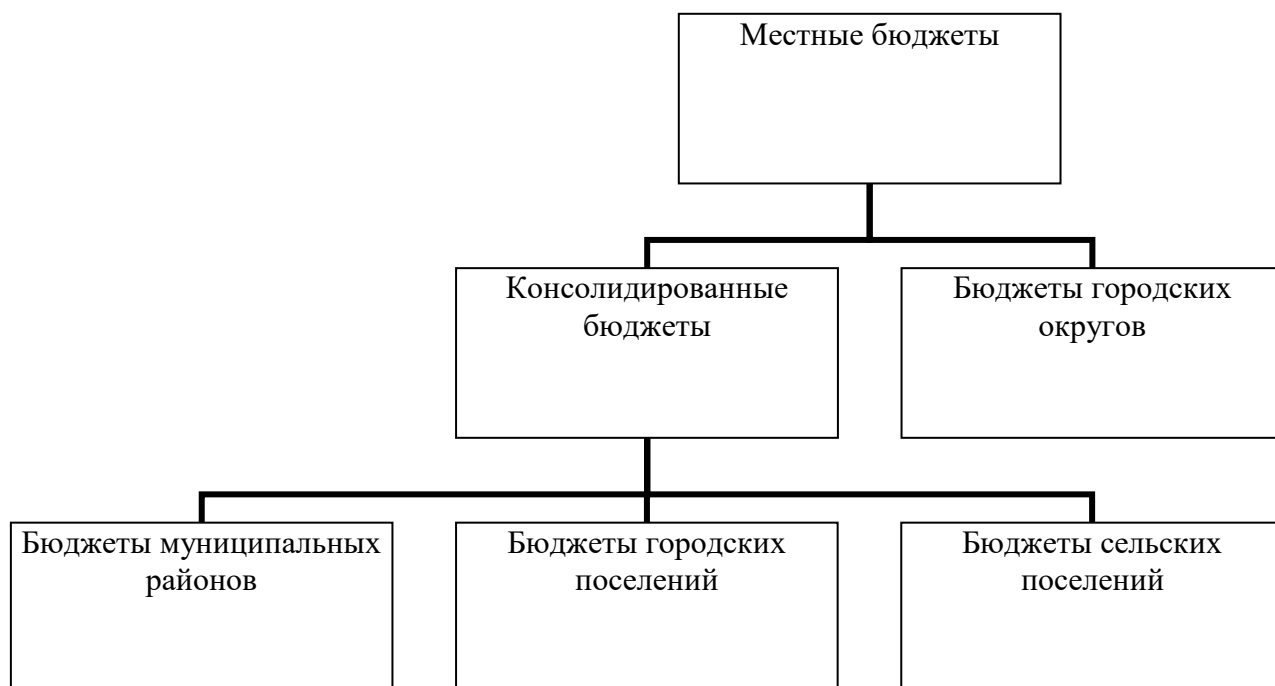 Местные бюджеты
Консолидированные
бюджеты
Бюджеты городских
округов
Бюджеты муниципальных
районов
Бюджеты городских
поселений
Бюджеты сельских
поселений